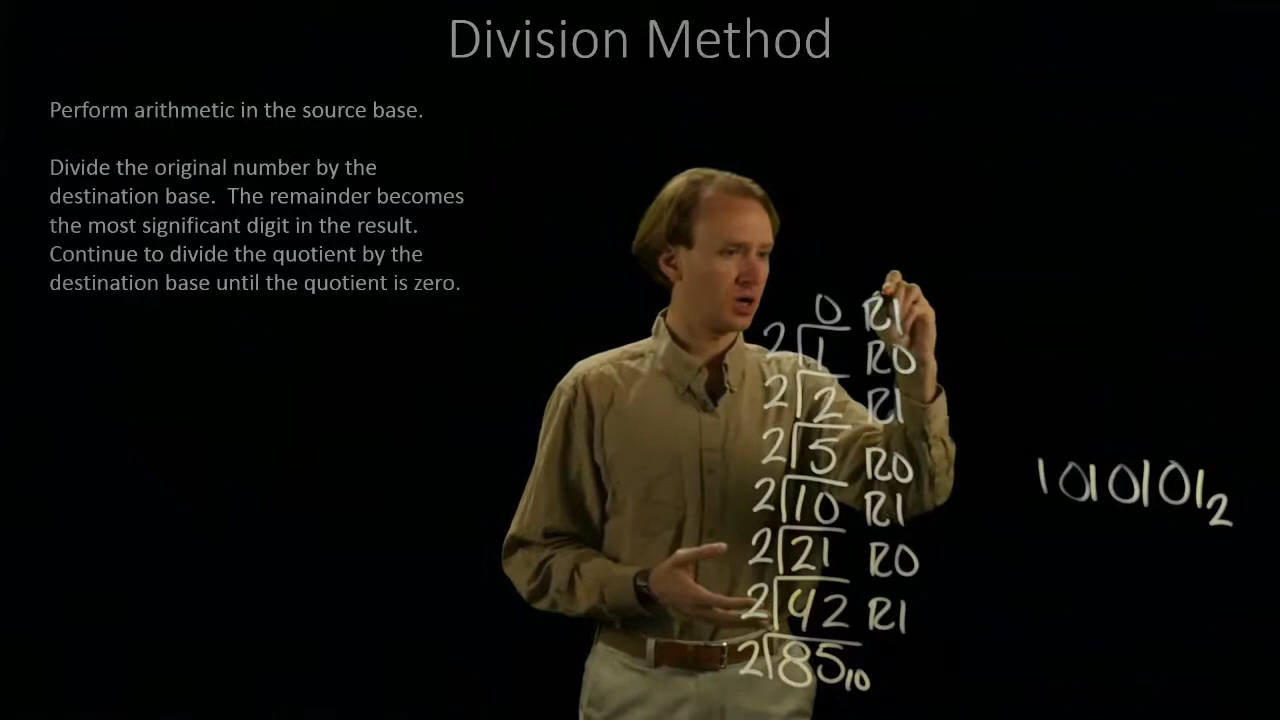 Division Method
Perform arithmetic in the source base.
Divide the original number by the
destination base.  The remainder becomes
the most significant digit in the result.
Continue to divide the quotient by the
destination base until the quotient is zero.
0 R1
2 1 R0
2 2 R1
2 5 R0
2 10 R1
2 21 R0
2 42 R1
2 85₁₀
1010101₂